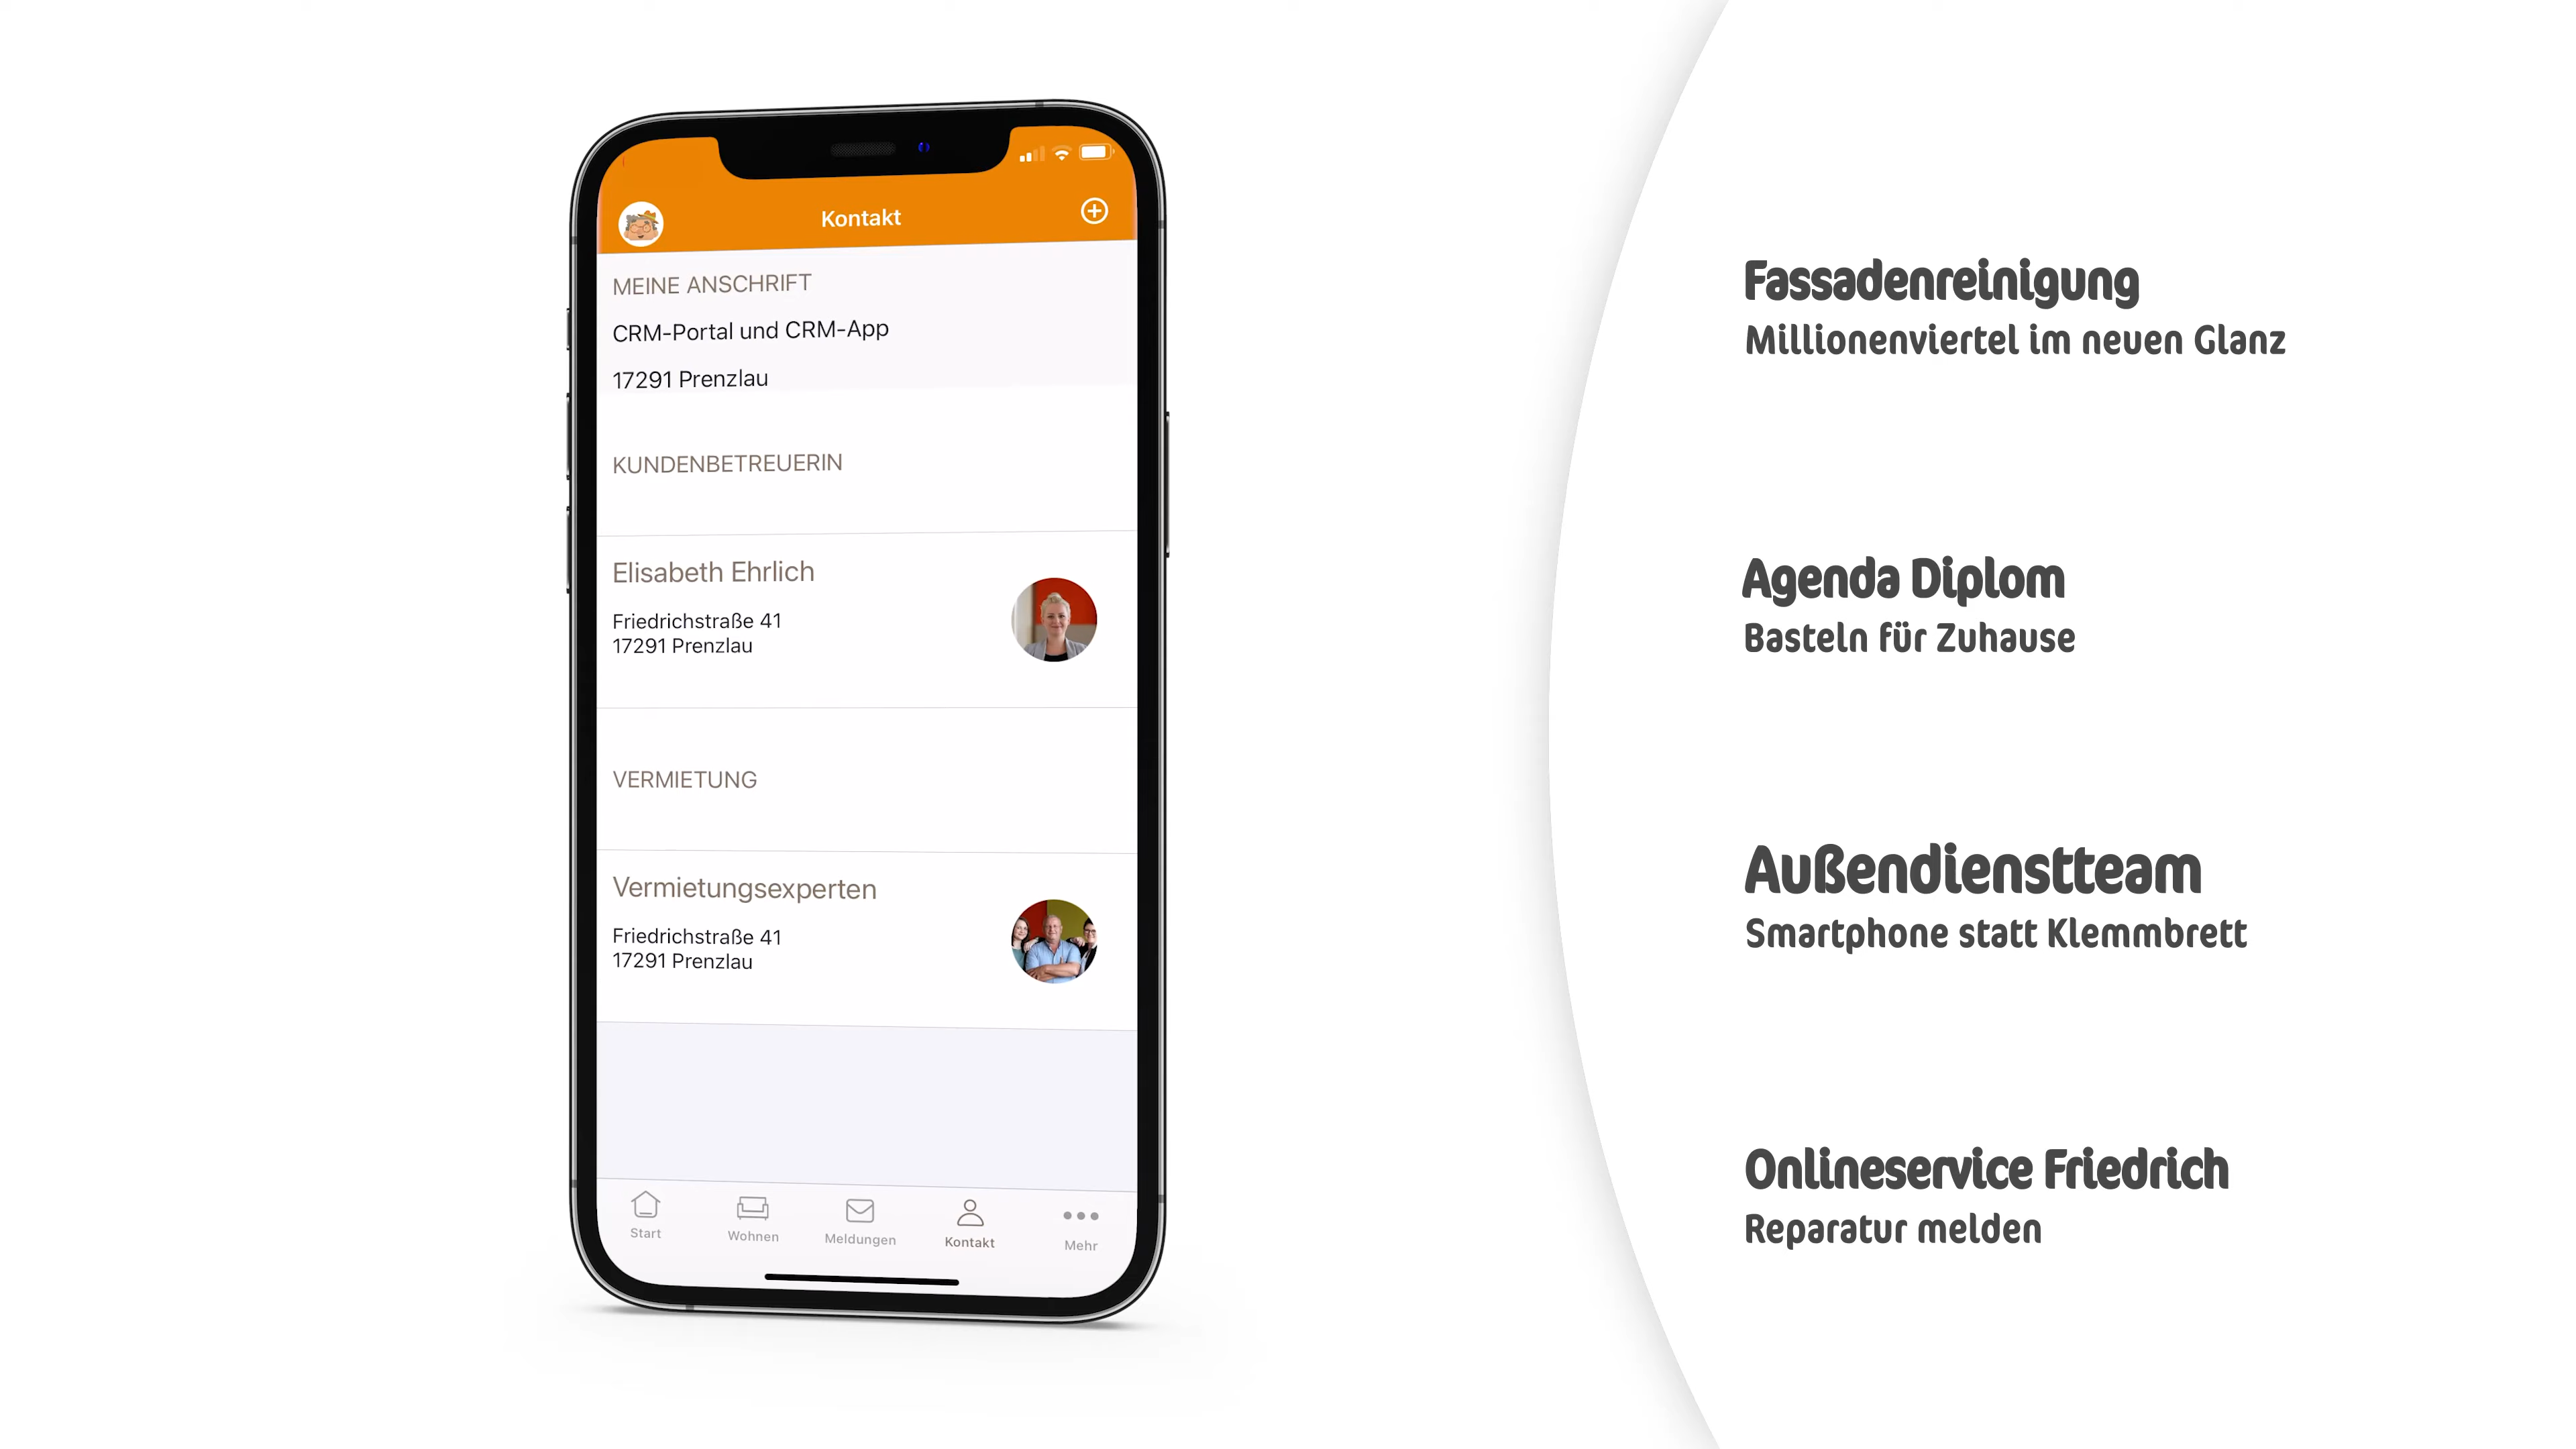 Kontakt
MEINE ANSCHRIFT
CRM-Portal und CRM-App
17291 Prenzlau
KUNDENBETREUERIN
Elisabeth Ehrlich
Friedrichstraße 41
17291 Prenzlau
VERMIETUNG
Vermietungsexperten
Friedrichstraße 41
17291 Prenzlau
Start
Wohnen
Meldungen
Kontakt
Mehr
Fassadenreinigung
Millionenviertel im neuen Glanz
Agenda Diplom
Basteln für Zuhause
Außendienstteam
Smartphone statt Klemmbrett
Onlineservice Friedrich
Reparatur melden